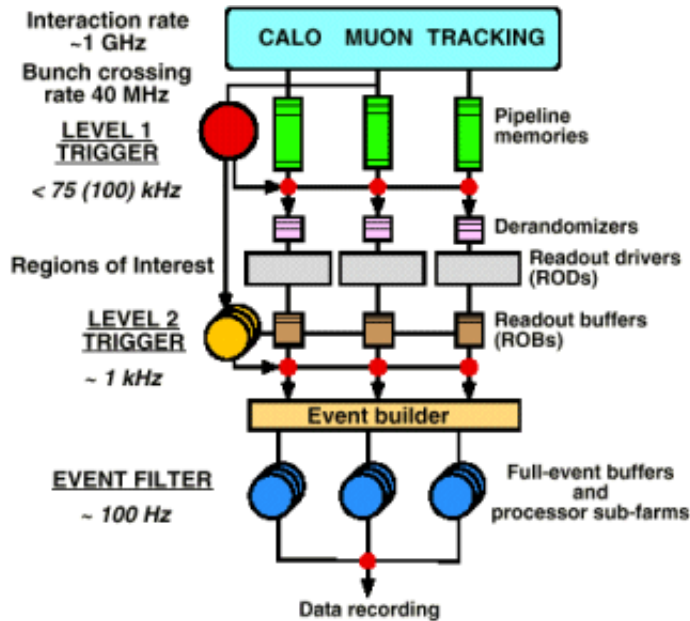 Interaction rate
~1 GHz
CALO MUON TRACKING
Bunch crossing
rate 40 MHz
LEVEL 1
TRIGGER
< 75 (100) kHz
Pipeline
memories
Derandomizers
Regions of Interest
Readout drivers
(RODs)
LEVEL 2
TRIGGER
~ 1 kHz
Readout buffers
(ROBs)
Event builder
EVENT FILTER
~ 100 Hz
Full-event buffers
and
processor sub-farms
Data recording